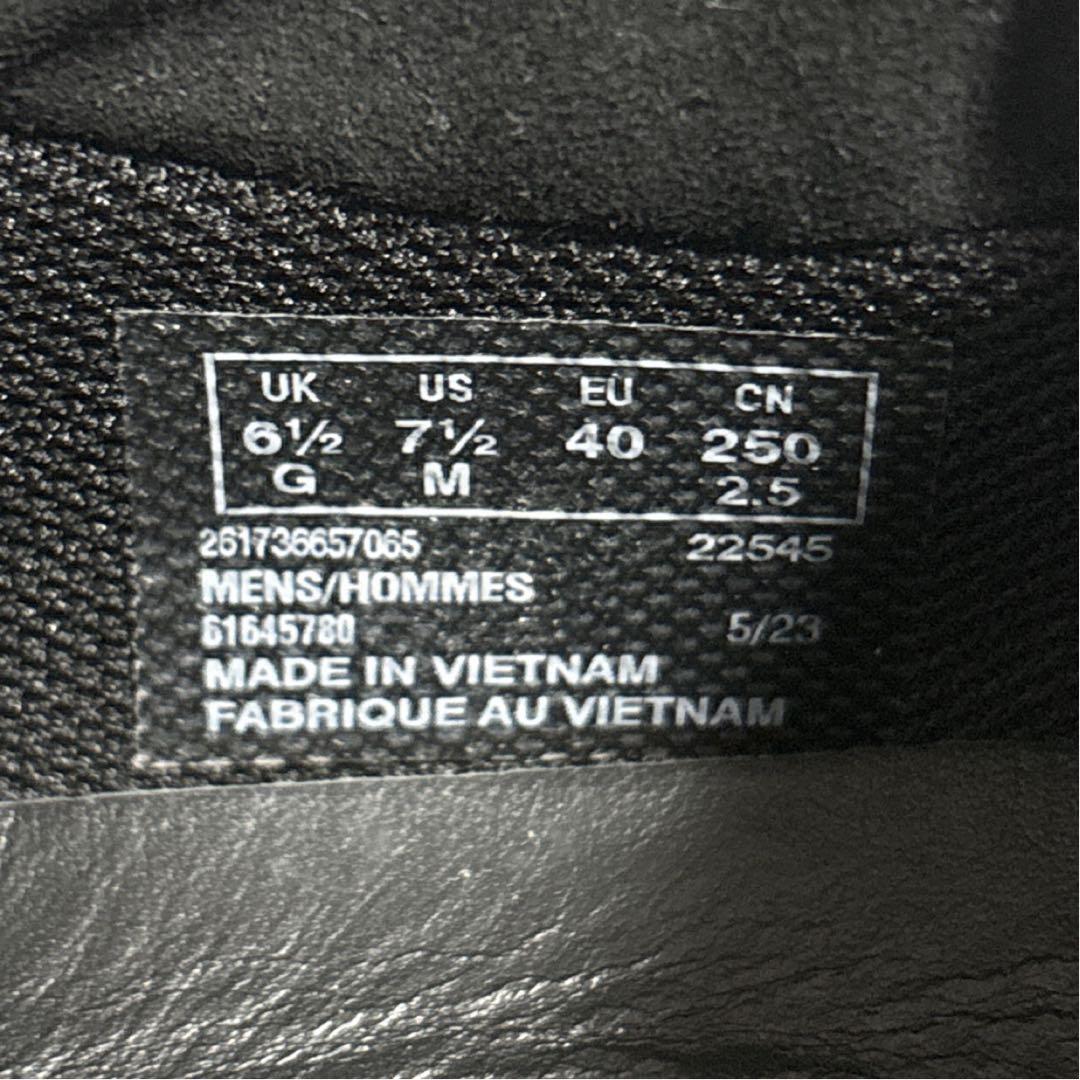 UK US EU CN
6½ 7½ 40 250
G M 2.5
261736657065 22545
MENS/HOMMES
61645780 5/23
MADE IN VIETNAM
FABRIQUE AU VIETNAM